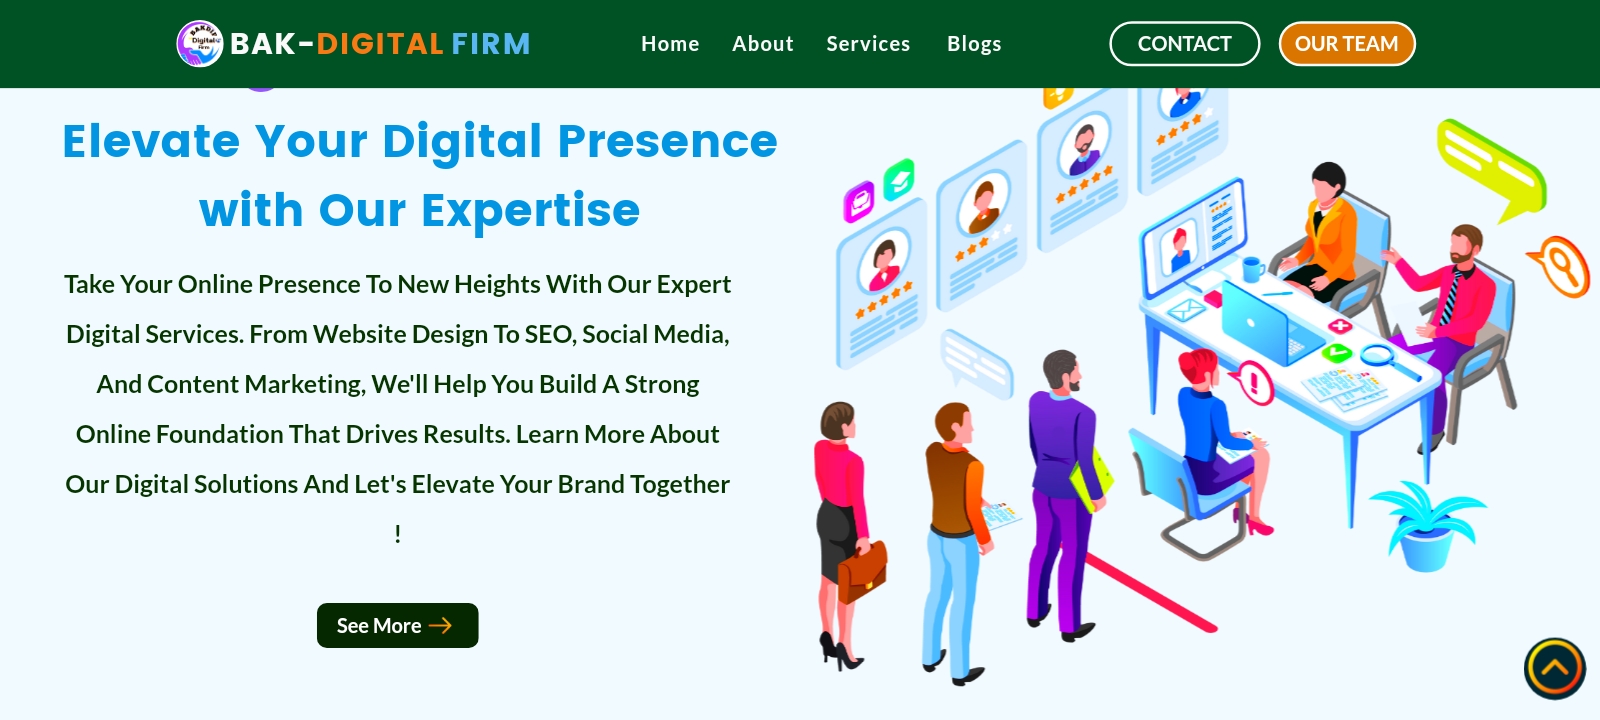 BAK-DIGITAL FIRM
Home About Services Blogs CONTACT OUR TEAM
Elevate Your Digital Presence
with Our Expertise
Take Your Online Presence To New Heights With Our Expert
Digital Services. From Website Design To SEO, Social Media,
And Content Marketing, We'll Help You Build A Strong
Online Foundation That Drives Results. Learn More About
Our Digital Solutions And Let's Elevate Your Brand Together
!
See More